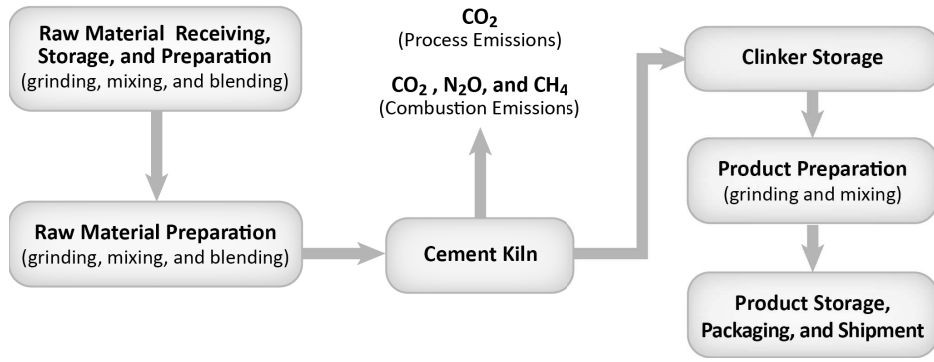 Raw Material Receiving,
Storage, and Preparation
(grinding, mixing, and blending)
Raw Material Preparation
(grinding, mixing, and blending)
CO₂
(Process Emissions)
CO₂ , N₂O, and CH₄
(Combustion Emissions)
Cement Kiln
Clinker Storage
Product Preparation
(grinding and mixing)
Product Storage,
Packaging, and Shipment